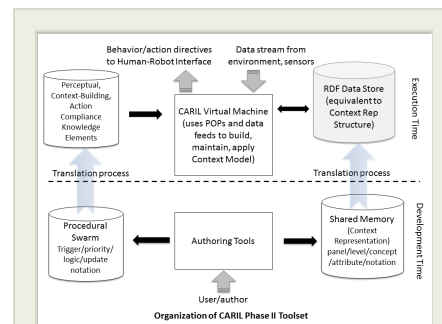 Behavior/action directives
to Human-Robot Interface
Data stream from
environment, sensors
Perceptual,
Context-Building,
Action
Compliance
Knowledge
Elements
CARIL Virtual Machine
(uses POPs and data
feeds to build,
maintain, apply
Context Model)
RDF Data Store
(equivalent to
Context Rep
Structure)
Execution Time
Translation process
Translation process
Development Time
Procedural
Swarm
Trigger/priority/
logic/update
notation
Authoring Tools
Shared Memory
(Context
Representation)
panel/level/concept
/attribute/notation
User/author
Organization of CARIL Phase II Toolset